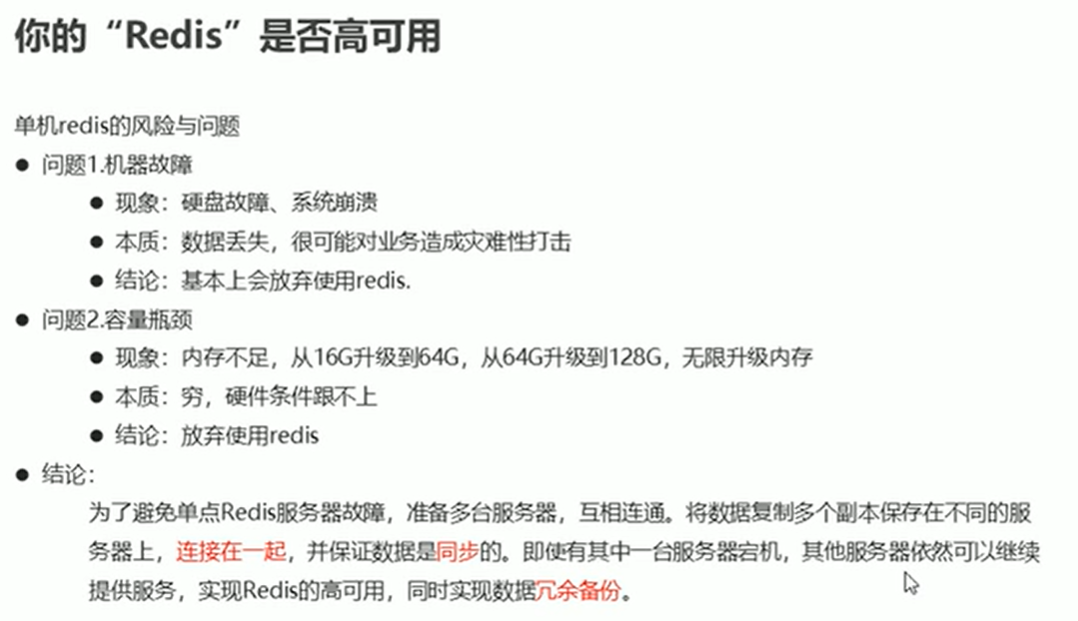 你的“Redis”是否高可用
单机redis的风险与问题
● 问题1.机器故障
● 现象：硬盘故障、系统崩溃
● 本质：数据丢失，很可能对业务造成灾难性打击
● 结论：基本上会放弃使用redis.
● 问题2.容量瓶颈
● 现象：内存不足，从16G升级到64G，从64G升级到128G，无限升级内存
● 本质：穷，硬件条件跟不上
● 结论：放弃使用redis
● 结论：
为了避免单点Redis服务器故障，准备多台服务器，互相连通。将数据复制多个副本保存在不同的服
务器上，连接在一起，并保证数据是同步的。即使有其中一台服务器宕机，其他服务器依然可以继续
提供服务，实现Redis的高可用，同时实现数据冗余备份。